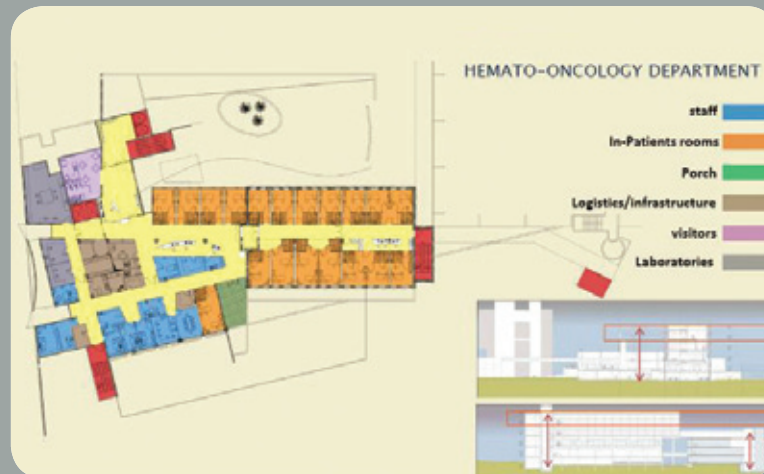 HEMATO-ONCOLOGY DEPARTMENT
staff
In-Patients rooms
Porch
Logistics/infrastructure
visitors
Laboratories